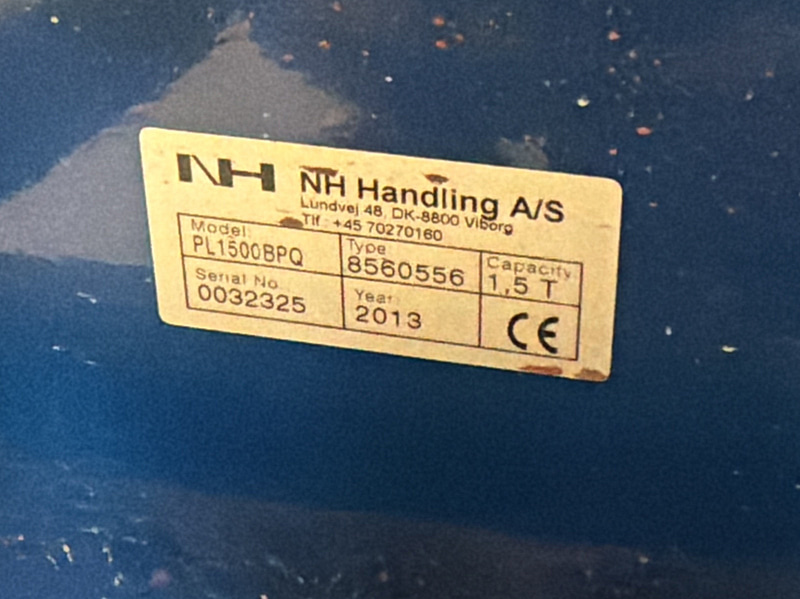 NH
NH Handling A/S
Lundvej 48, DK-8800 Viborg
Tlf.: +45 70270160
Model:
PL1500BPQ
Type
8560556
Capacity
1,5 T
Serial No.
0032325
Year
2013
CE